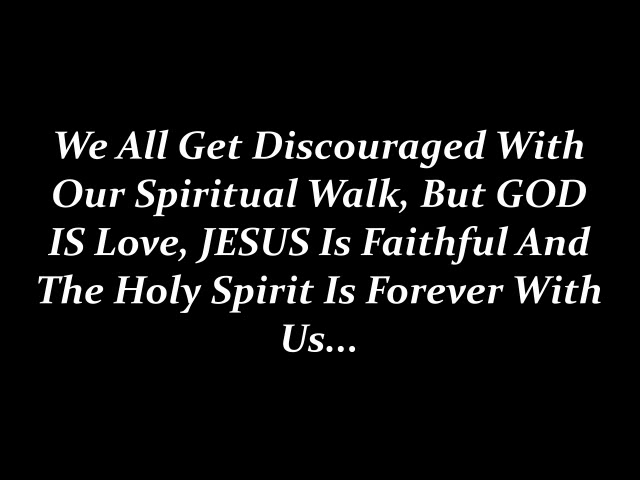 We All Get Discouraged With
Our Spiritual Walk, But GOD
IS Love, JESUS Is Faithful And
The Holy Spirit Is Forever With
Us...